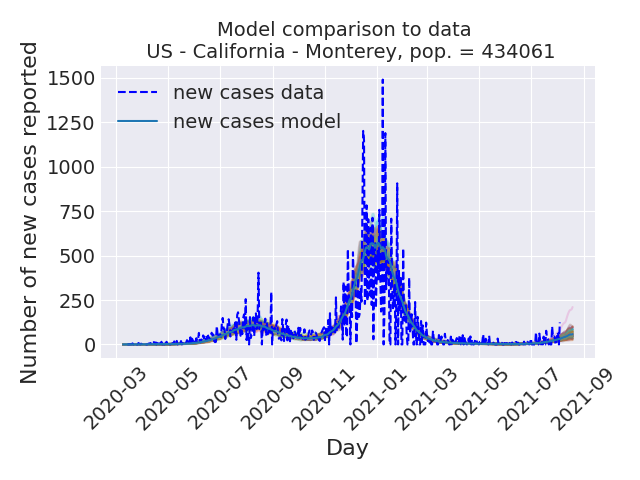 Model comparison to data
US - California - Monterey, pop. = 434061
Number of new cases reported
1500
1250
1000
750
500
250
0
new cases data
new cases model
2020-03
2020-05
2020-07
2020-09
2020-11
2021-01
2021-03
2021-05
2021-07
2021-09
Day